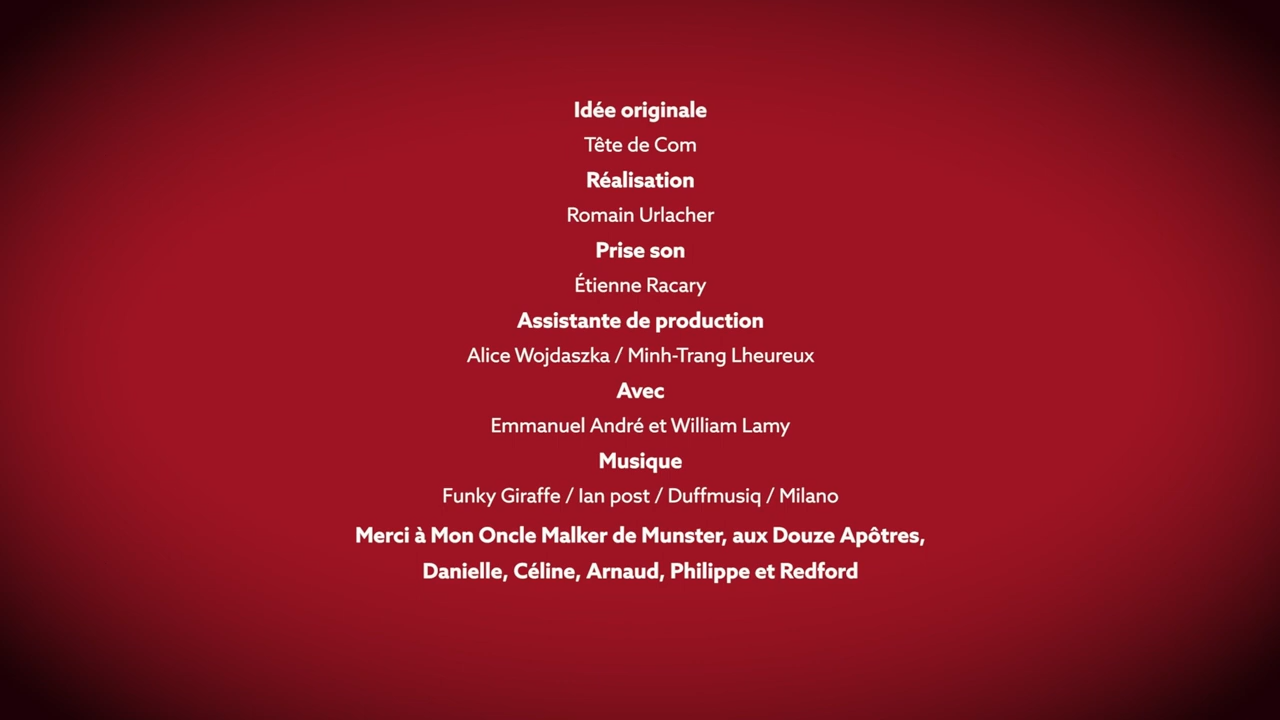 Idée originale
Tête de Com
Réalisation
Romain Urlacher
Prise son
Étienne Racary
Assistante de production
Alice Wojdaszka / Minh-Trang Lheureux
Avec
Emmanuel André et William Lamy
Musique
Funky Giraffe / Ian post / Duffmusiq / Milano
Merci à Mon Oncle Malker de Munster, aux Douze Apôtres,
Danielle, Céline, Arnaud, Philippe et Redford